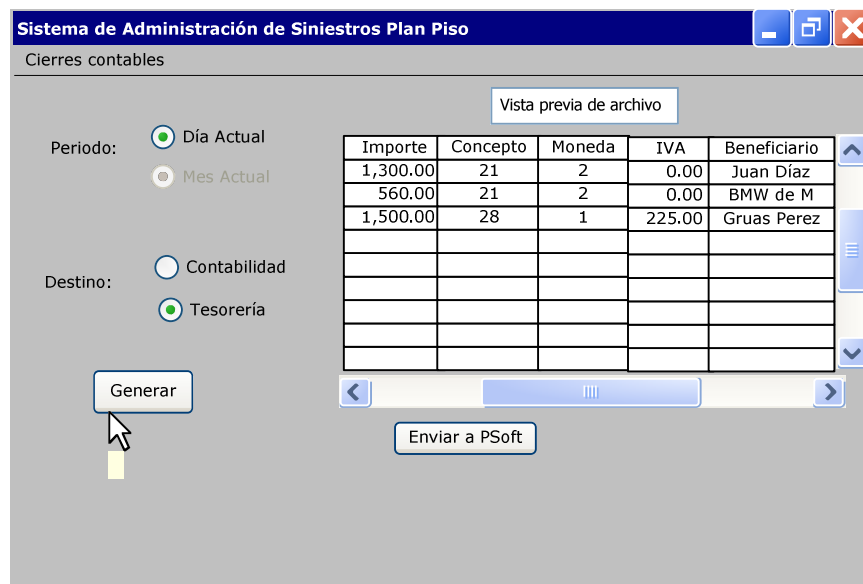 Sistema de Administración de Siniestros Plan Piso
Cierres contables
Vista previa de archivo
Periodo:
Día Actual
Mes Actual
Importe Concepto Moneda IVA Beneficiario
1,300.00 21 2 0.00 Juan Díaz
560.00 21 2 0.00 BMW de M
1,500.00 28 1 225.00 Gruas Perez
Destino:
Contabilidad
Tesorería
Generar
Enviar a PSoft